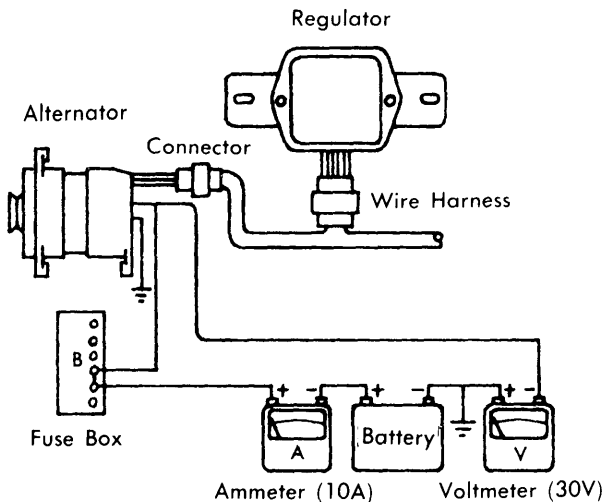 Regulator
Alternator
Connector
Wire Harness
B
Fuse Box
+ - + - + -
A
Battery
V
Ammeter (10A)
Voltmeter (30V)